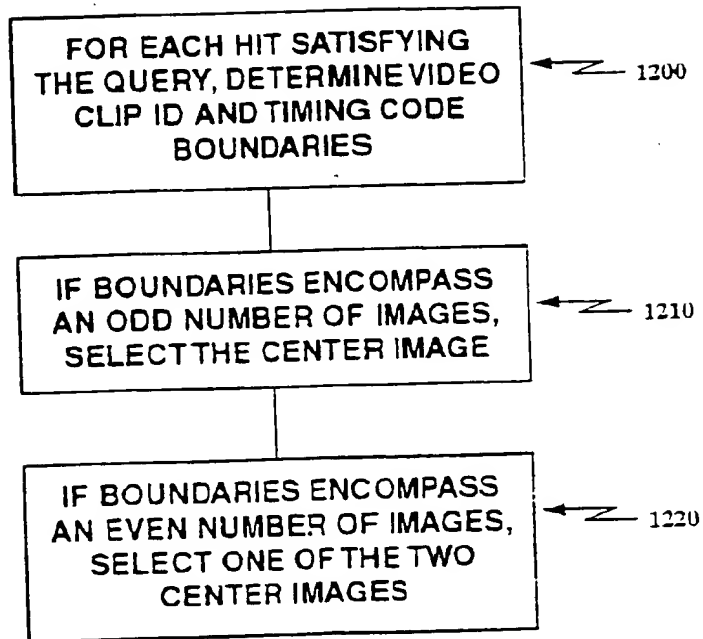 FOR EACH HIT SATISFYING
THE QUERY, DETERMINE VIDEO
CLIP ID AND TIMING CODE
BOUNDARIES
1200
IF BOUNDARIES ENCOMPASS
AN ODD NUMBER OF IMAGES,
SELECT THE CENTER IMAGE
1210
IF BOUNDARIES ENCOMPASS
AN EVEN NUMBER OF IMAGES,
SELECT ONE OF THE TWO
CENTER IMAGES
1220